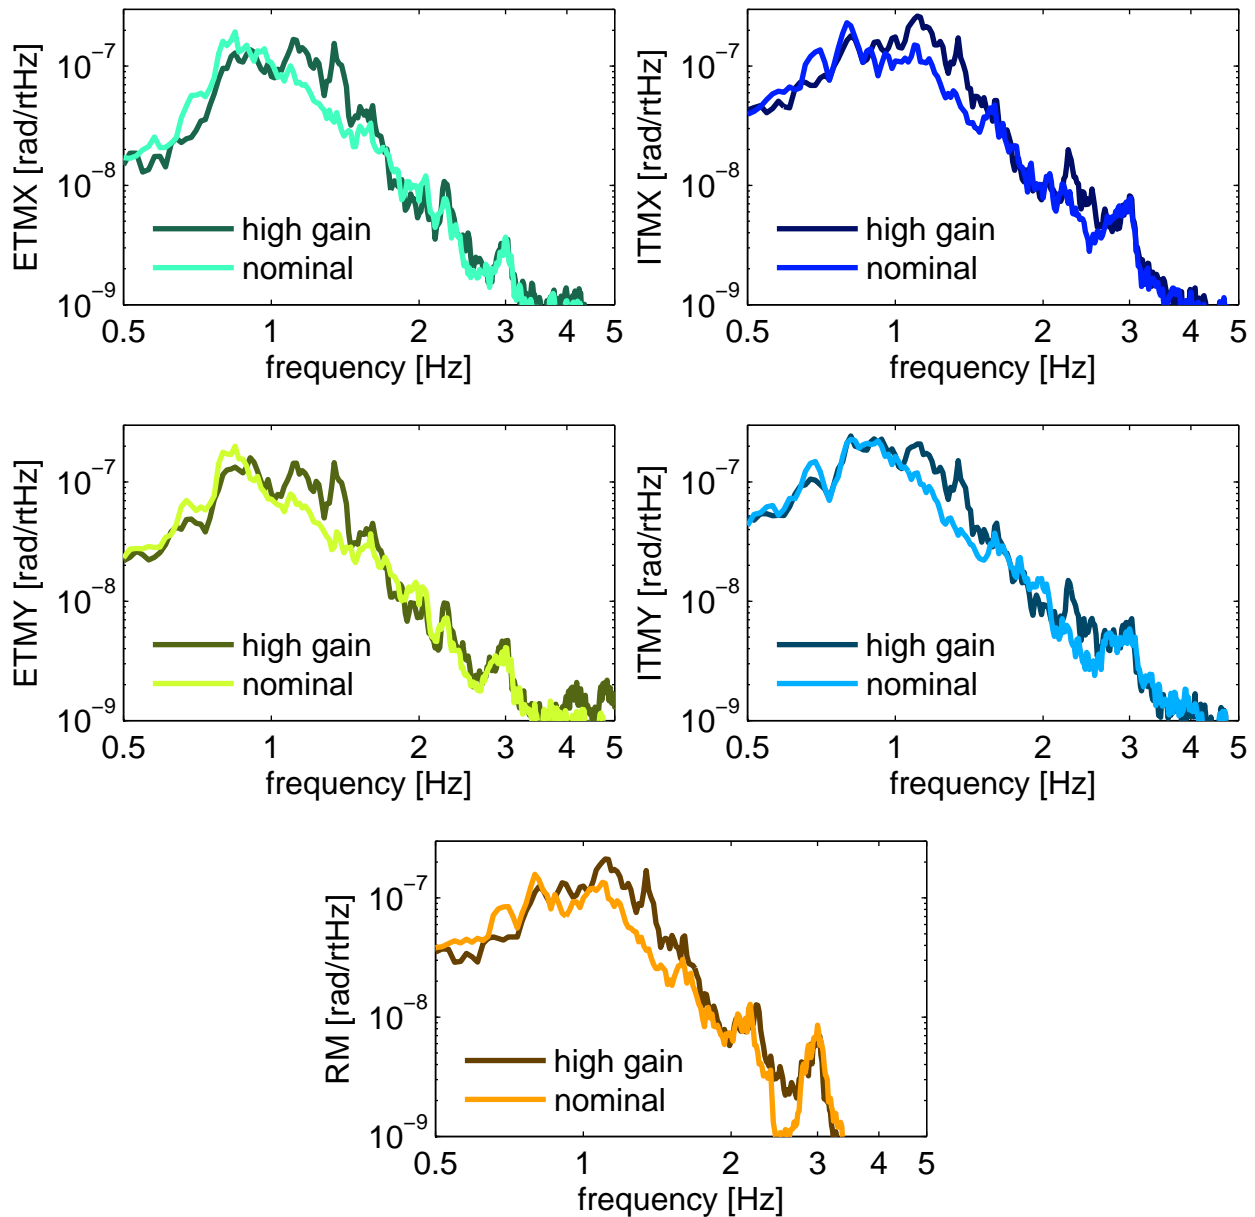 ETMX [rad/rtHz]
10⁻⁷
10⁻⁸
10⁻⁹
high gain
nominal
0.5 1 2 3 4 5
frequency [Hz]
ITMX [rad/rtHz]
10⁻⁷
10⁻⁸
10⁻⁹
high gain
nominal
0.5 1 2 3 4 5
frequency [Hz]
ETMY [rad/rtHz]
10⁻⁷
10⁻⁸
10⁻⁹
high gain
nominal
0.5 1 2 3 4 5
frequency [Hz]
ITMY [rad/rtHz]
10⁻⁷
10⁻⁸
10⁻⁹
high gain
nominal
0.5 1 2 3 4 5
frequency [Hz]
RM [rad/rtHz]
10⁻⁷
10⁻⁸
10⁻⁹
high gain
nominal
0.5 1 2 3 4 5
frequency [Hz]